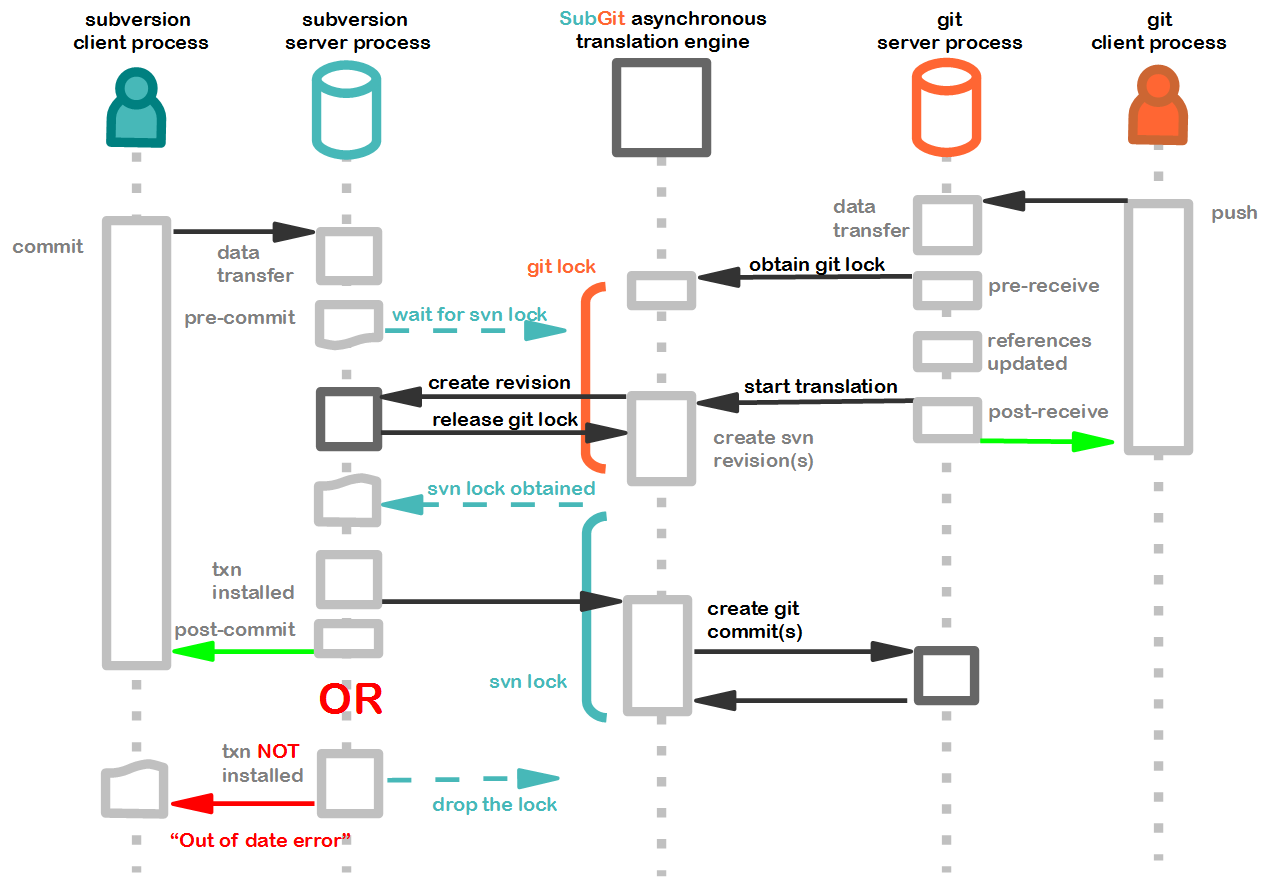 subversion
client process
subversion
server process
SubGit asynchronous
translation engine
git
server process
git
client process
commit
data
transfer
data
transfer
push
git lock
obtain git lock
pre-receive
pre-commit
wait for svn lock
references
updated
create revision
start translation
release git lock
post-receive
create svn
revision(s)
svn lock obtained
txn
installed
create git
commit(s)
post-commit
svn lock
OR
txn NOT
installed
drop the lock
“Out of date error”